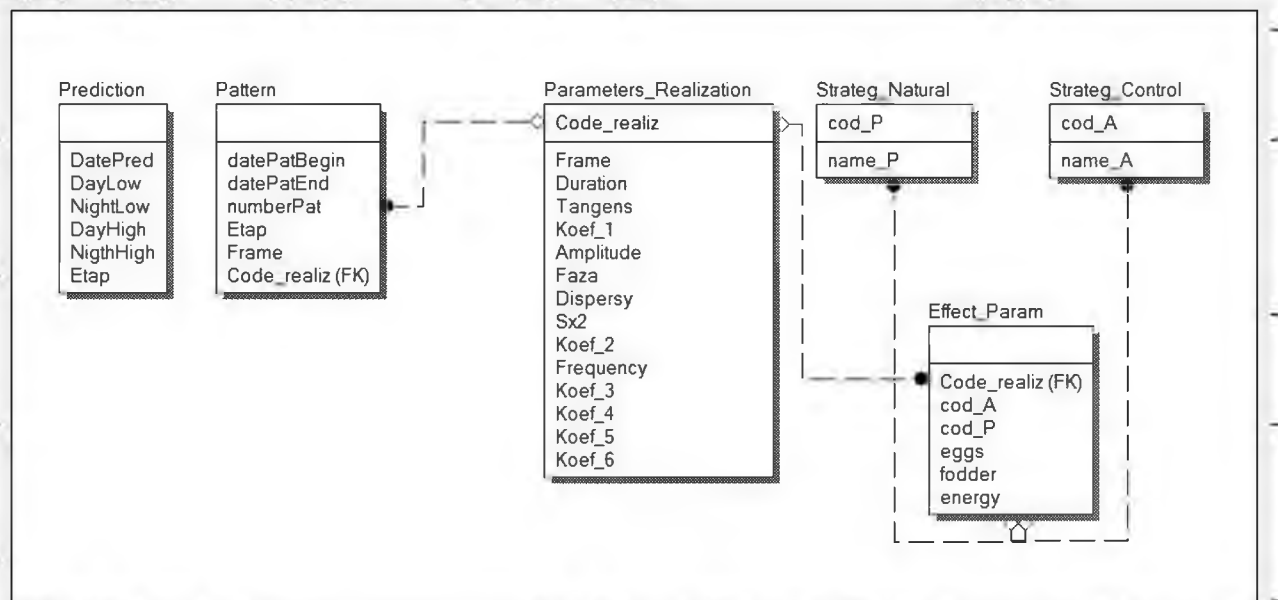 Prediction
DatePred
DayLow
NightLow
DayHigh
NigthHigh
Etap
Pattern
datePatBegin
datePatEnd
numberPat
Etap
Frame
Code_realiz (FK)
Parameters_Realization
Code_realiz
Frame
Duration
Tangens
Koef_1
Amplitude
Faza
Dispersy
Sx2
Koef_2
Frequency
Koef_3
Koef_4
Koef_5
Koef_6
Strateg_Natural
cod_P
name_P
Strateg_Control
cod_A
name_A
Effect_Param
Code_realiz (FK)
cod_A
cod_P
eggs
fodder
energy